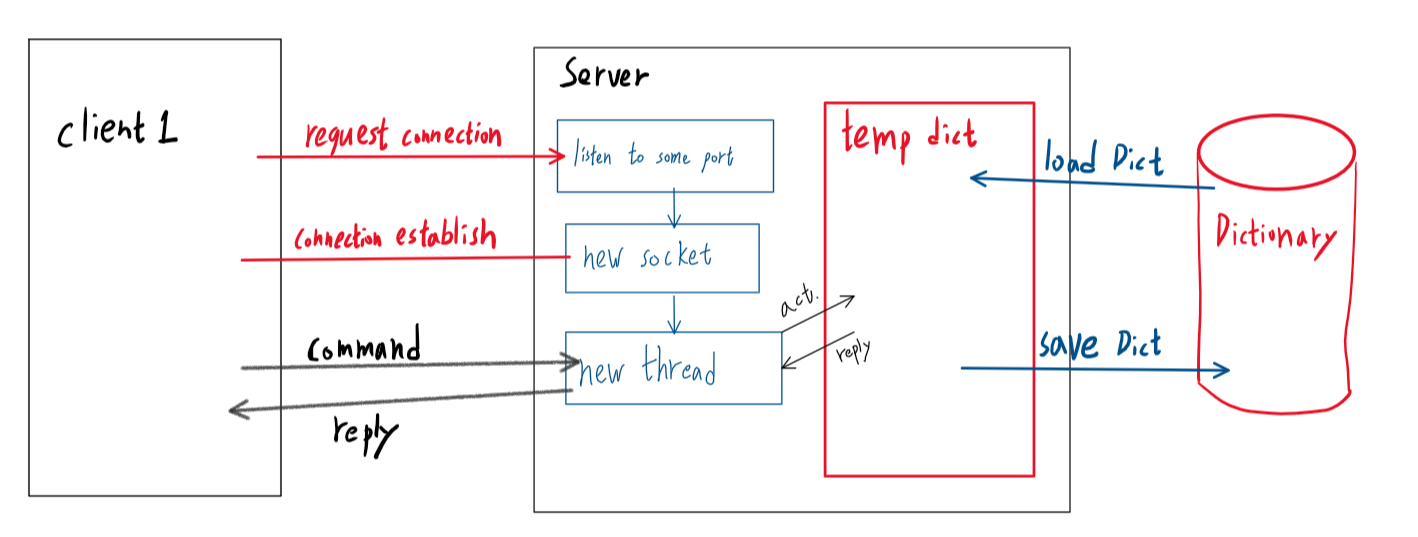 client 1
request connection
connection establish
command
reply
Server
listen to some port
new socket
new thread
act.
reply
temp dict
load Dict
save Dict
Dictionary